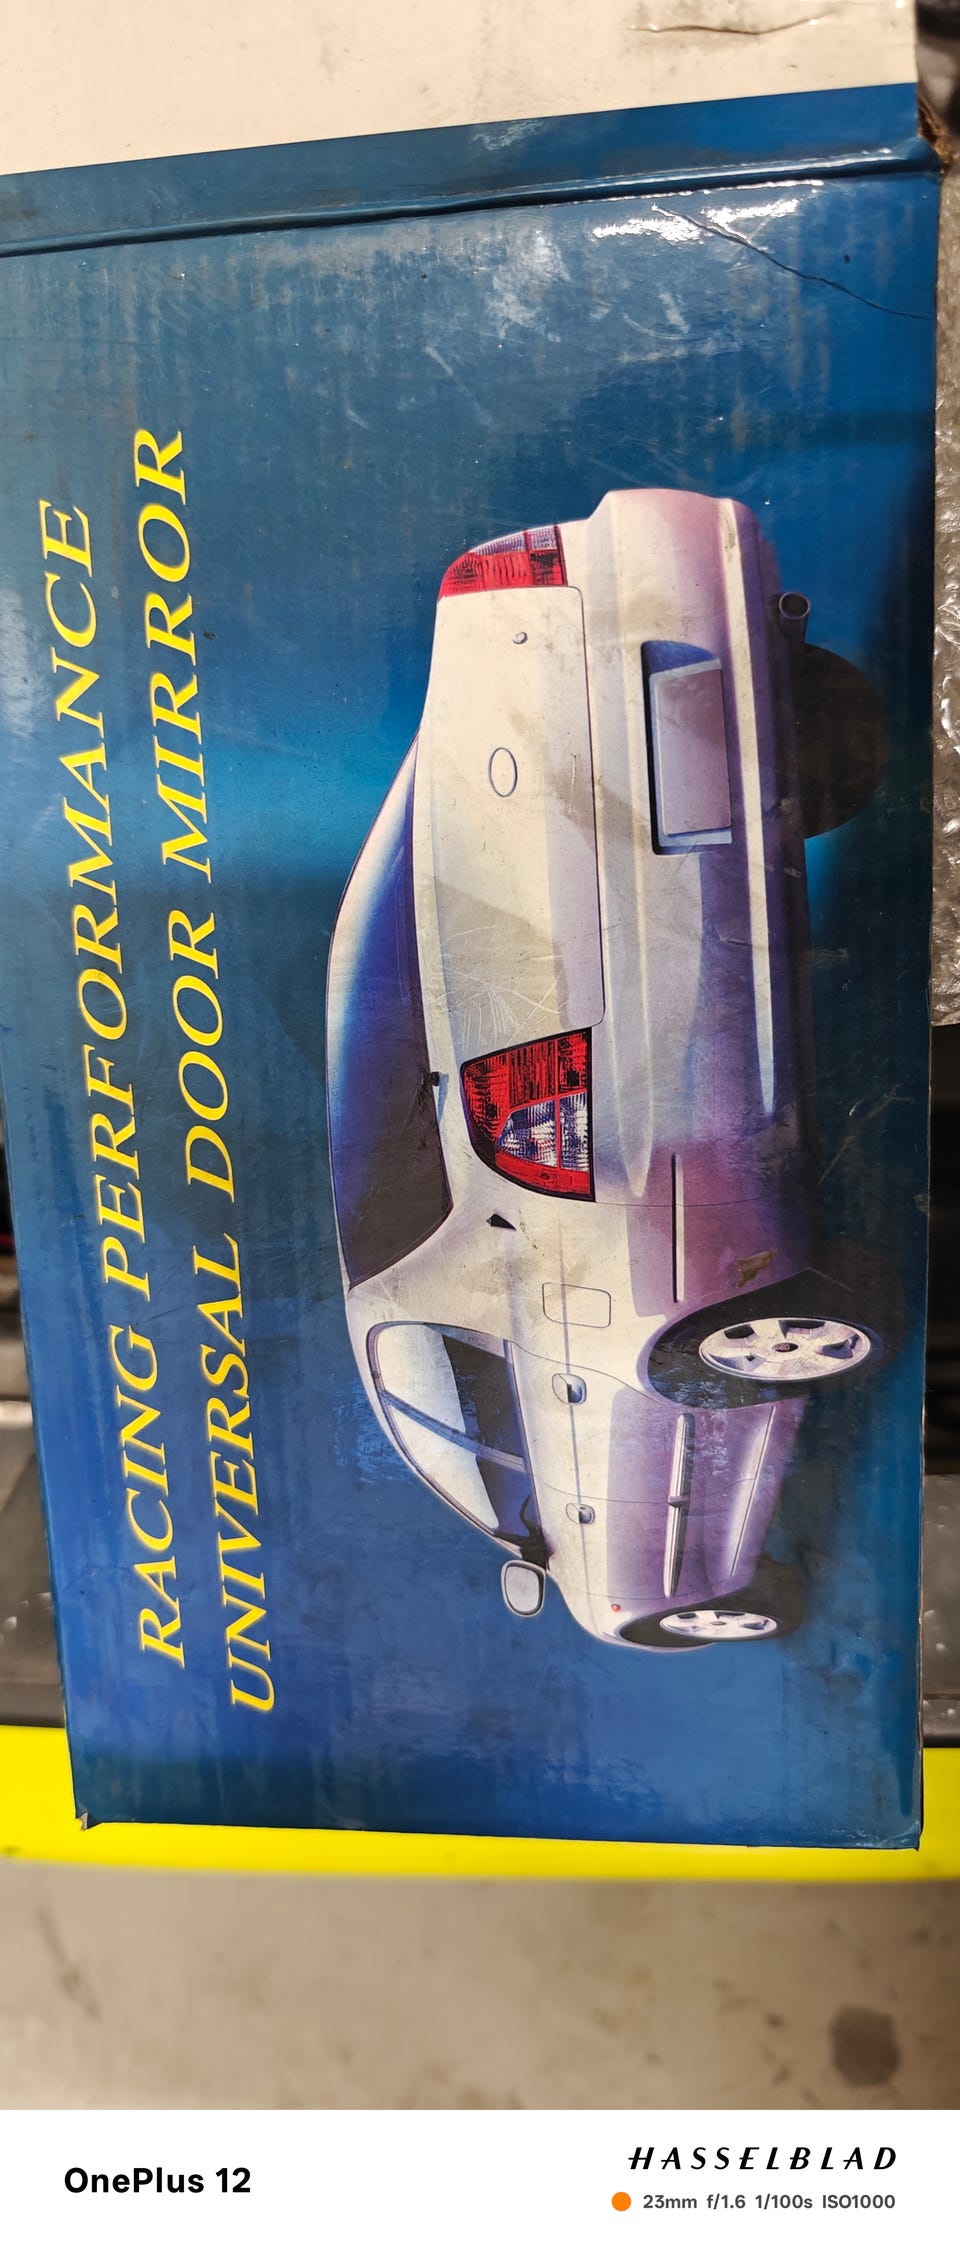 RACING PERFORMANCE
UNIVERSAL DOOR MIRROR
OnePlus 12
HASSELBLAD
23mm f/1.6 1/100s ISO1000